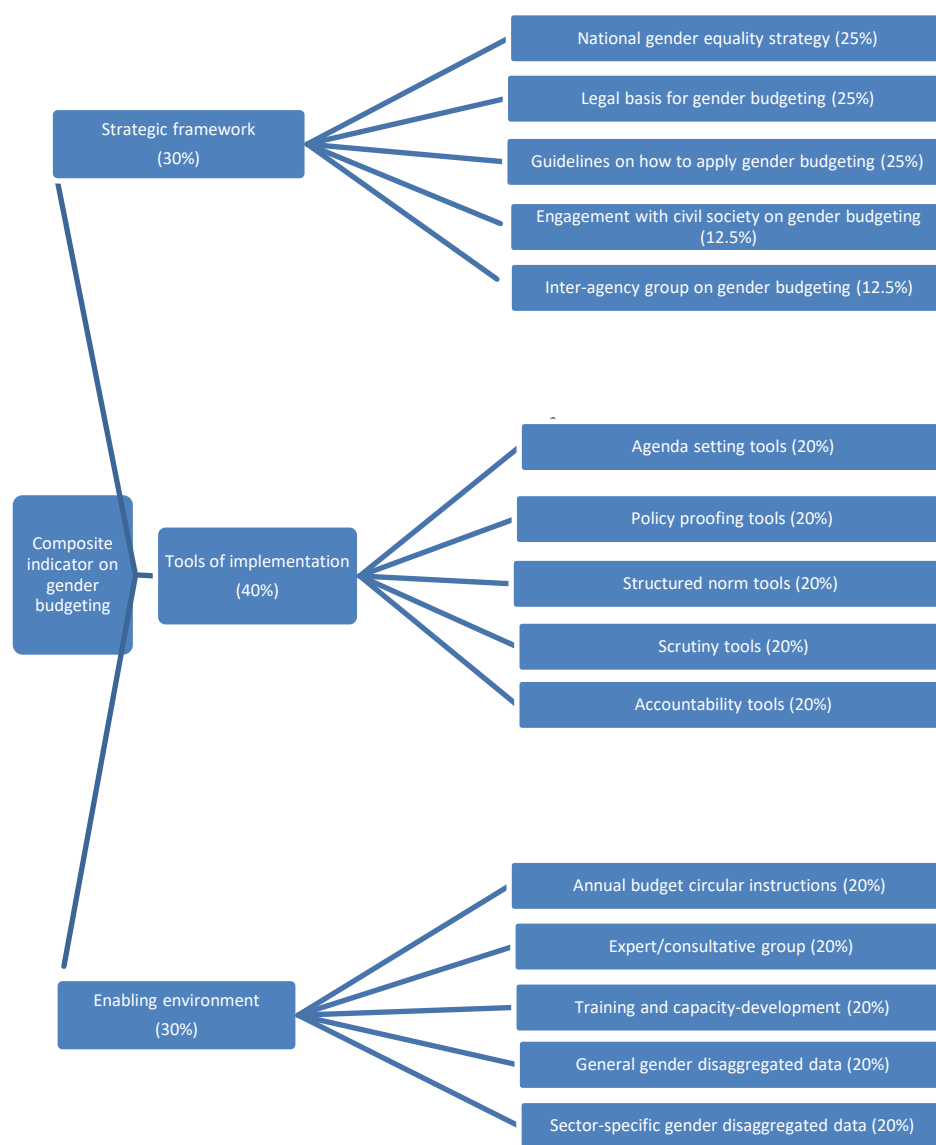 National gender equality strategy (25%)
Legal basis for gender budgeting (25%)
Strategic framework
(30%)
Guidelines on how to apply gender budgeting (25%)
Engagement with civil society on gender budgeting
(12.5%)
Inter-agency group on gender budgeting (12.5%)
Composite
indicator on
gender
budgeting
Tools of implementation
(40%)
Agenda setting tools (20%)
Policy proofing tools (20%)
Structured norm tools (20%)
Scrutiny tools (20%)
Accountability tools (20%)
Enabling environment
(30%)
Annual budget circular instructions (20%)
Expert/consultative group (20%)
Training and capacity-development (20%)
General gender disaggregated data (20%)
Sector-specific gender disaggregated data (20%)